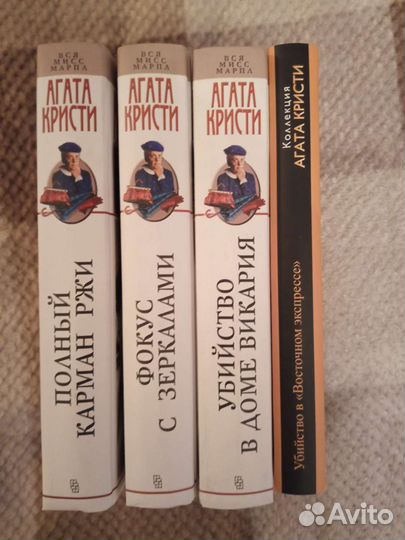 ВСЯ
МИСС
МАРПЛ
АГАТА
КРИСТИ
ПОЛНЫЙ
КАРМАН РЖИ
ВСЯ
МИСС
МАРПЛ
АГАТА
КРИСТИ
ФОКУС
С ЗЕРКАЛАМИ
ВСЯ
МИСС
МАРПЛ
АГАТА
КРИСТИ
УБИЙСТВО
В ДОМЕ ВИКАРИЯ
Коллекция
АГАТА КРИСТИ
Убийство в «Восточном экспрессе»
Avito